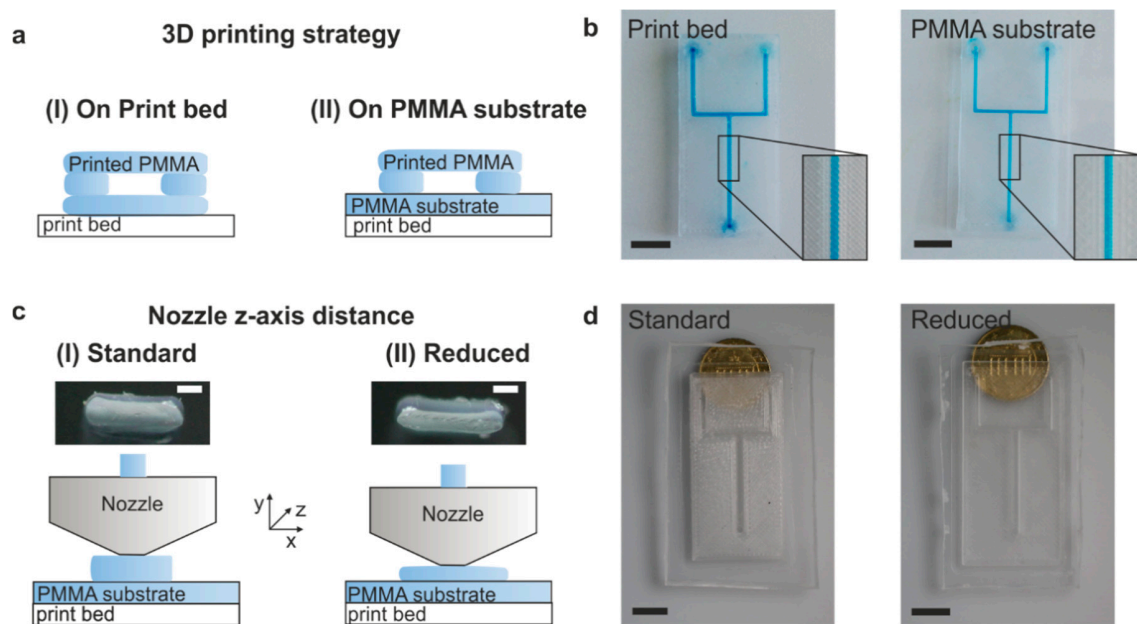 a
3D printing strategy
(I) On Print bed
(II) On PMMA substrate
Printed PMMA
print bed
Printed PMMA
PMMA substrate
print bed
b
Print bed
PMMA substrate
c
Nozzle z-axis distance
(I) Standard
(II) Reduced
Nozzle
y
z
x
Nozzle
PMMA substrate
print bed
PMMA substrate
print bed
d
Standard
Reduced